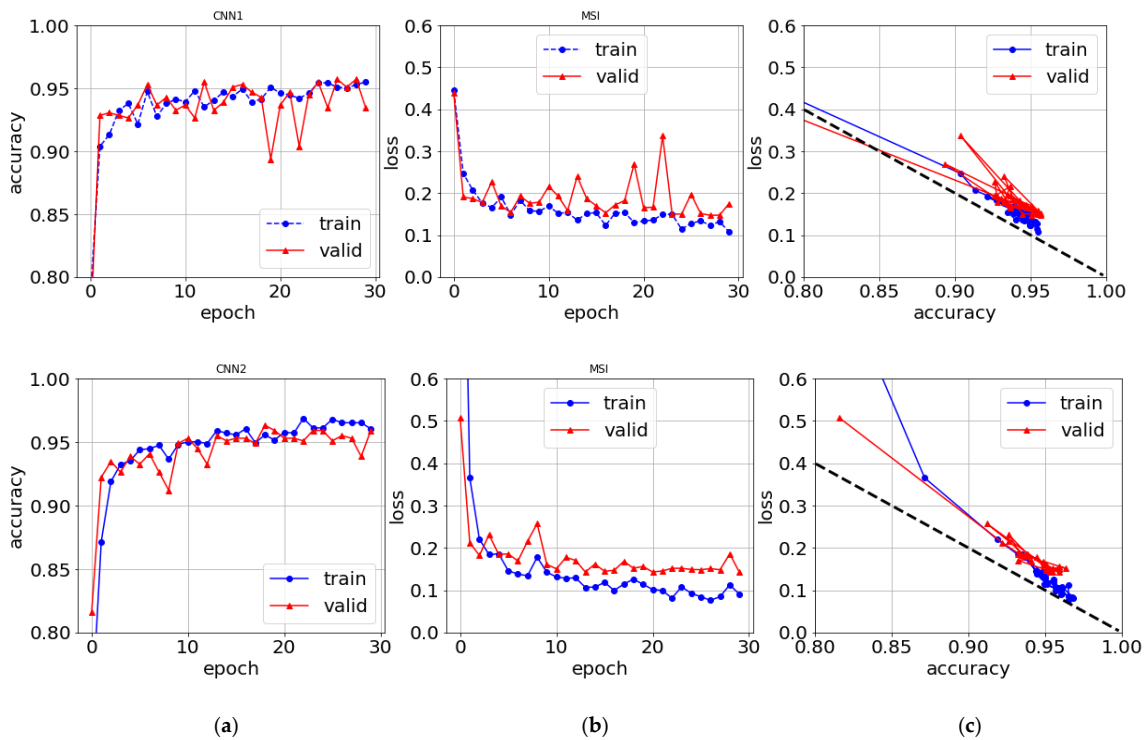 CNN1
MSI
1.00
0.95
0.90
0.85
0.80
accuracy
train
valid
0
10
20
30
epoch
0.6
0.5
0.4
0.3
0.2
0.1
0.0
loss
train
valid
0
10
20
30
epoch
0.6
0.5
0.4
0.3
0.2
0.1
0.0
loss
train
valid
0.80
0.85
0.90
0.95
1.00
accuracy
CNN2
MSI
1.00
0.95
0.90
0.85
0.80
accuracy
train
valid
0
10
20
30
epoch
0.6
0.5
0.4
0.3
0.2
0.1
0.0
loss
train
valid
0
10
20
30
epoch
0.6
0.5
0.4
0.3
0.2
0.1
0.0
loss
train
valid
0.80
0.85
0.90
0.95
1.00
accuracy
(a)
(b)
(c)